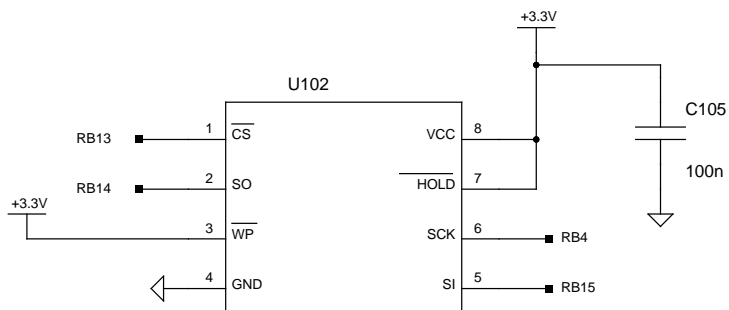 +3.3V
U102
C105
100n
RB13 1 CS VCC 8
RB14 2 SO HOLD 7
+3.3V
3 WP SCK 6 RB4
4 GND SI 5 RB15